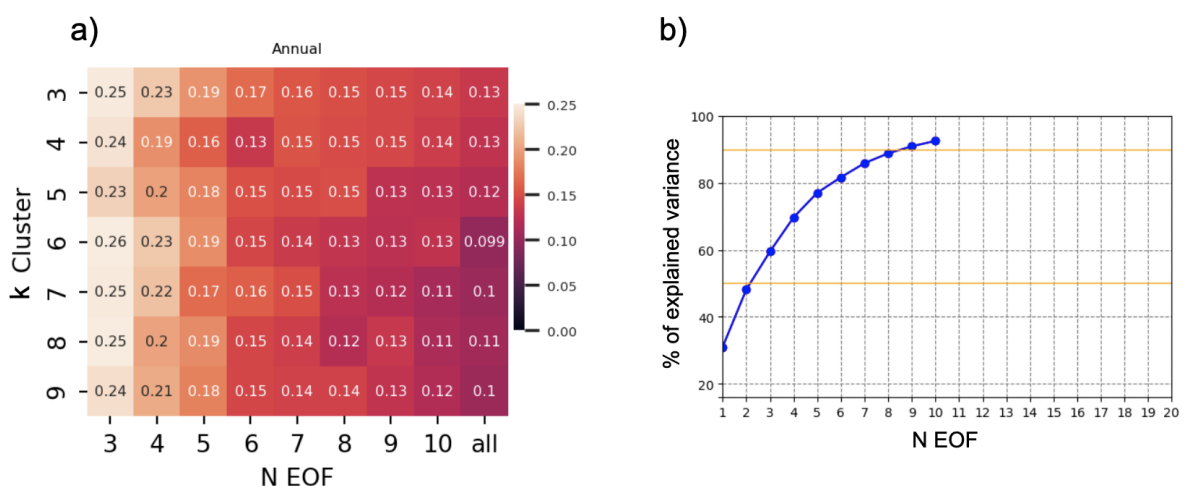 a)
Annual
k Cluster
3 0.25 0.23 0.19 0.17 0.16 0.15 0.15 0.14 0.13
4 0.24 0.19 0.16 0.13 0.15 0.15 0.15 0.14 0.13
5 0.23 0.2 0.18 0.15 0.15 0.15 0.13 0.13 0.12
6 0.26 0.23 0.19 0.15 0.14 0.13 0.13 0.13 0.099
7 0.25 0.22 0.17 0.16 0.15 0.13 0.12 0.11 0.1
8 0.25 0.2 0.19 0.15 0.14 0.12 0.13 0.11 0.11
9 0.24 0.21 0.18 0.15 0.14 0.14 0.13 0.12 0.1
3 4 5 6 7 8 9 10 all
N EOF
0.25
0.20
0.15
0.10
0.05
0.00
b)
% of explained variance
100
80
60
40
20
1 2 3 4 5 6 7 8 9 10 11 12 13 14 15 16 17 18 19 20
N EOF